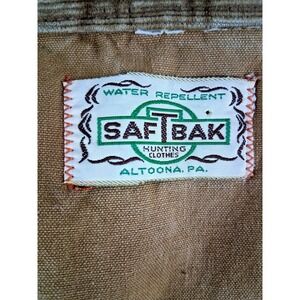 WATER REPELLENT
SAFTBAK
HUNTING
CLOTHES
ALTOONA, PA.